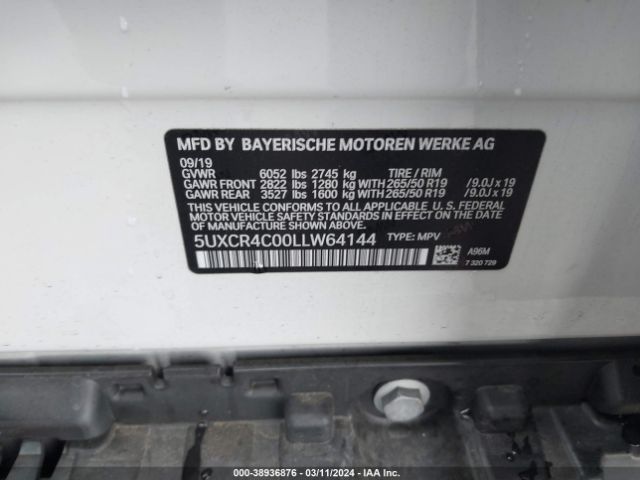 MFD BY BAYERISCHE MOTOREN WERKE AG
09/19
GVWR 6052 lbs 2745 kg TIRE / RIM
GAWR FRONT 2822 lbs 1280 kg WITH 265/50 R19 /9.0J x 19
GAWR REAR 3527 lbs 1600 kg WITH 265/50 R19 /9.0J x 19
THIS VEHICLE CONFORMS TO ALL APPLICABLE U. S. FEDERAL
MOTOR VEHICLE SAFETY STANDARDS IN EFFECT ON THE DATE
OF MANUFACTURE SHOWN ABOVE.
5UXCR4C00LLW64144 TYPE: MPV
A96M
7 320 729
000-38936876 - 03/11/2024 - IAA Inc.